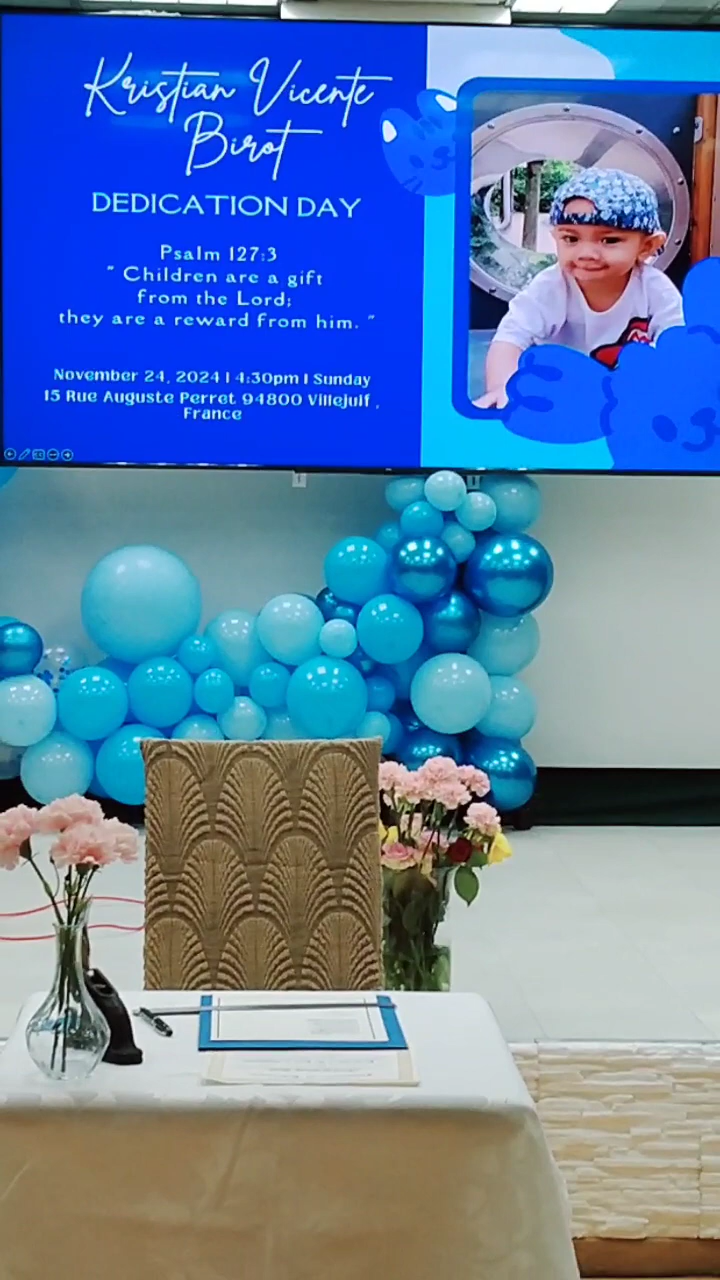 Kristian Vicente
Birot
DEDICATION DAY
Psalm 127:3
" Children are a gift
from the Lord;
they are a reward from him. "
November 24, 2024 | 4:30pm | Sunday
15 Rue Auguste Perret 94800 Villejuif ,
France